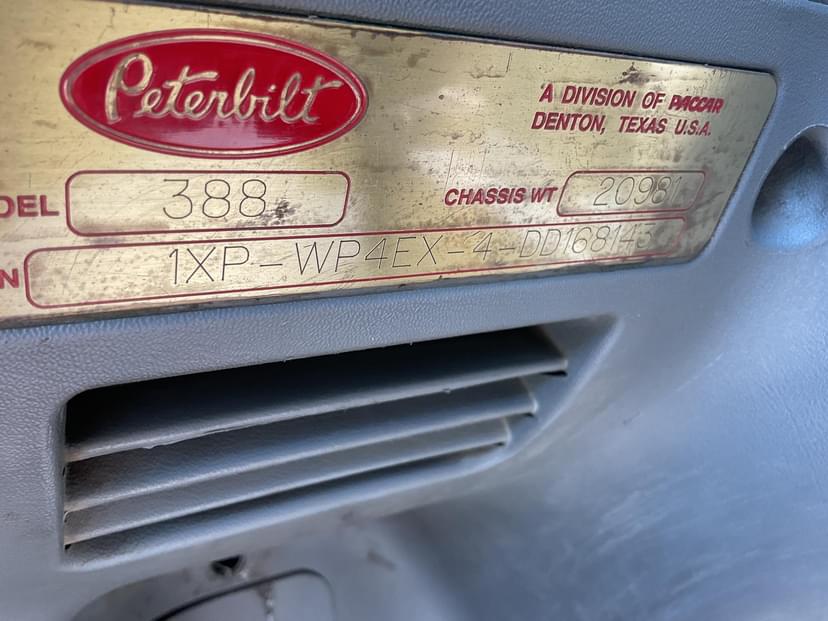 Peterbilt
A DIVISION OF PACCAR
DENTON, TEXAS U.S.A.
DEL 388 CHASSIS WT 20981
N 1XP-WP4EX-4-DD168143